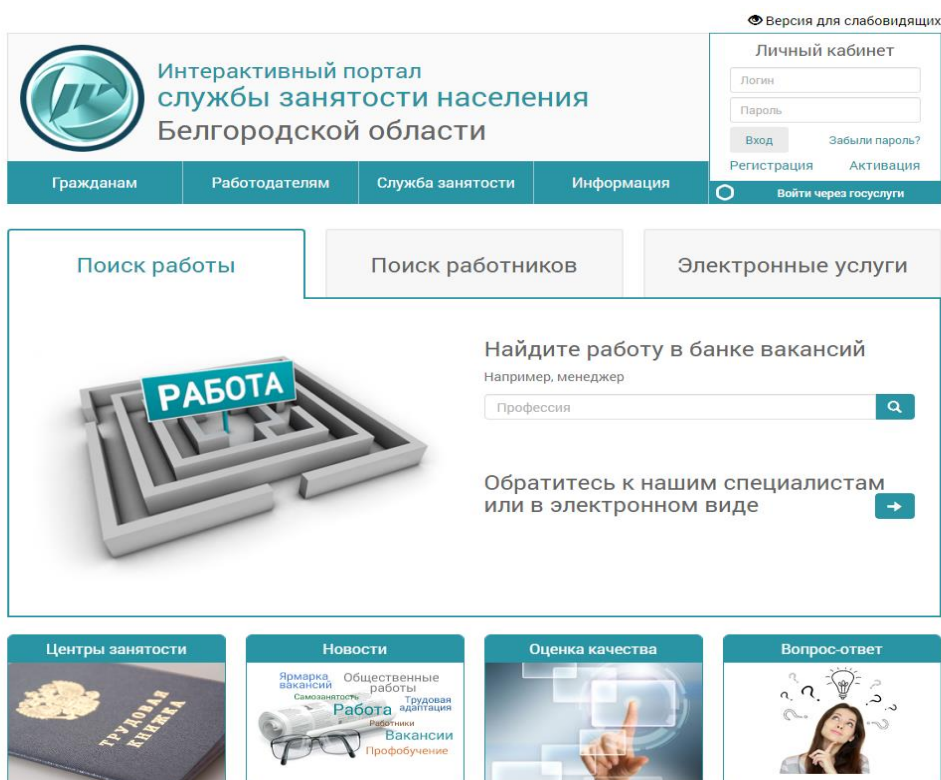 Версия для слабовидящих
Интерактивный портал
службы занятости населения
Белгородской области
Личный кабинет
Логин
Пароль
Вход
Забыли пароль?
Регистрация
Активация
Войти через госуслуги
Гражданам
Работодателям
Служба занятости
Информация
Поиск работы
Поиск работников
Электронные услуги
РАБОТА
Найдите работу в банке вакансий
Например, менеджер
Профессия
Обратитесь к нашим специалистам
или в электронном виде
Центры занятости
ТРУДОВАЯ
КНИЖКА
Новости
Ярмарка
вакансий
Общественные
работы
Самозанятость
Трудовая
адаптация
Работа
Работники
Вакансии
Профобучение
Оценка качества
Вопрос-ответ